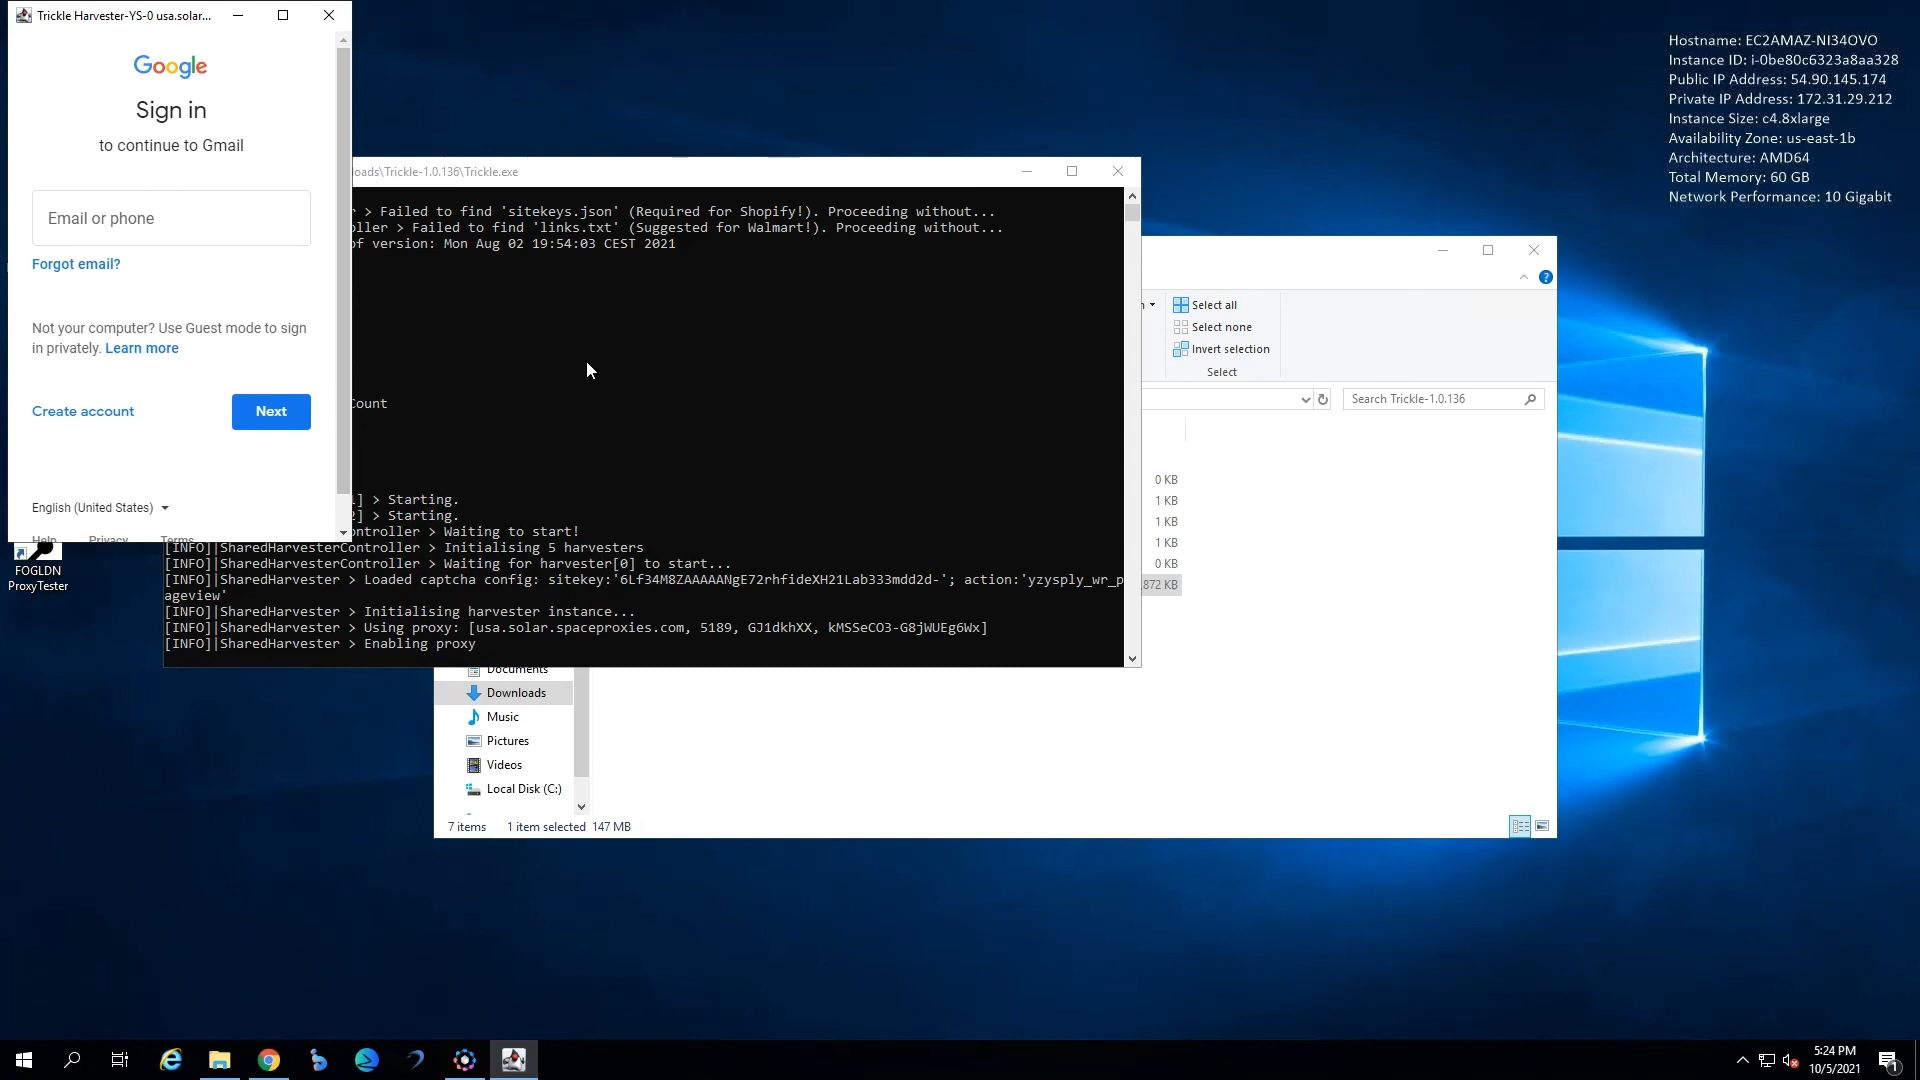 Trickle Harvester-YS-0 usa.solar...
Google
Sign in
to continue to Gmail
Email or phone
Forgot email?
Not your computer? Use Guest mode to sign
in privately. Learn more
Create account
Next
English (United States)
Help Privacy Terms
FOGLDN
ProxyTester
loads\Trickle-1.0.136\Trickle.exe
r > Failed to find 'sitekeys.json' (Required for Shopify!). Proceeding without...
ller > Failed to find 'links.txt' (Suggested for Walmart!). Proceeding without...
of version: Mon Aug 02 19:54:03 CEST 2021
Count
] > Starting.
2] > Starting.
ontroller > Waiting to start!
[INFO]|SharedHarvesterController > Initialising 5 harvesters
[INFO]|SharedHarvesterController > Waiting for harvester[0] to start...
[INFO]|SharedHarvester > Loaded captcha config: sitekey:'6Lf34M8ZAAAAANgE72rhfideXH21Lab333mdd2d-'; action:'yzysply_wr_p
ageview'
[INFO]|SharedHarvester > Initialising harvester instance...
[INFO]|SharedHarvester > Using proxy: [usa.solar.spaceproxies.com, 5189, GJ1dkhXX, kMSSeCO3-G8jWUEg6Wx]
[INFO]|SharedHarvester > Enabling proxy
Select all
Select none
Invert selection
Select
Search Trickle-1.0.136
0 KB
1 KB
1 KB
1 KB
0 KB
872 KB
Documents
Downloads
Music
Pictures
Videos
Local Disk (C:)
7 items 1 item selected 147 MB
Hostname: EC2AMAZ-NI34OVO
Instance ID: i-0be80c6323a8aa328
Public IP Address: 54.90.145.174
Private IP Address: 172.31.29.212
Instance Size: c4.8xlarge
Availability Zone: us-east-1b
Architecture: AMD64
Total Memory: 60 GB
Network Performance: 10 Gigabit
5:24 PM
10/5/2021
1